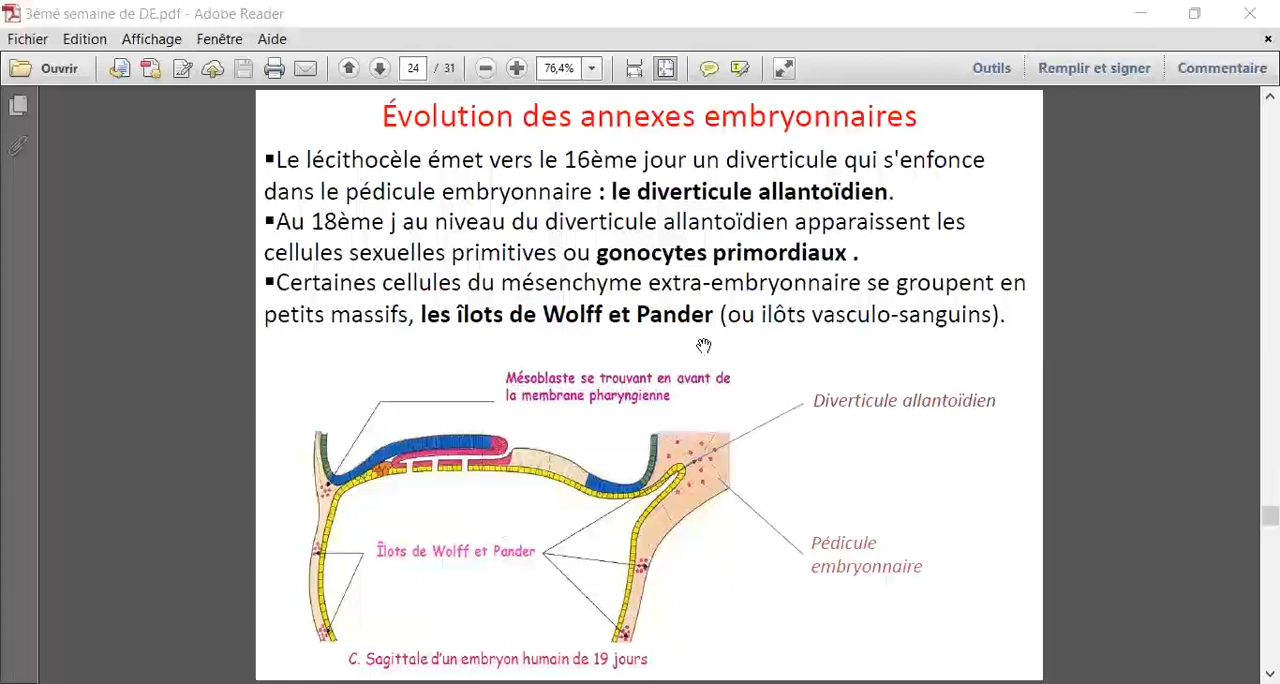 3émé semaine de DE.pdf - Adobe Reader
Fichier Edition Affichage Fenêtre Aide
Ouvrir 24 / 31 76,4% Outils Remplir et signer Commentaire
Évolution des annexes embryonnaires
▪Le lécithocèle émet vers le 16ème jour un diverticule qui s'enfonce
dans le pédicule embryonnaire : le diverticule allantoïdien.
▪Au 18ème j au niveau du diverticule allantoïdien apparaissent les
cellules sexuelles primitives ou gonocytes primordiaux .
▪Certaines cellules du mésenchyme extra-embryonnaire se groupent en
petits massifs, les îlots de Wolff et Pander (ou ilôts vasculo-sanguins).
Mésoblaste se trouvant en avant de
la membrane pharyngienne
Diverticule allantoïdien
Îlots de Wolff et Pander
Pédicule
embryonnaire
C. Sagittale d'un embryon humain de 19 jours